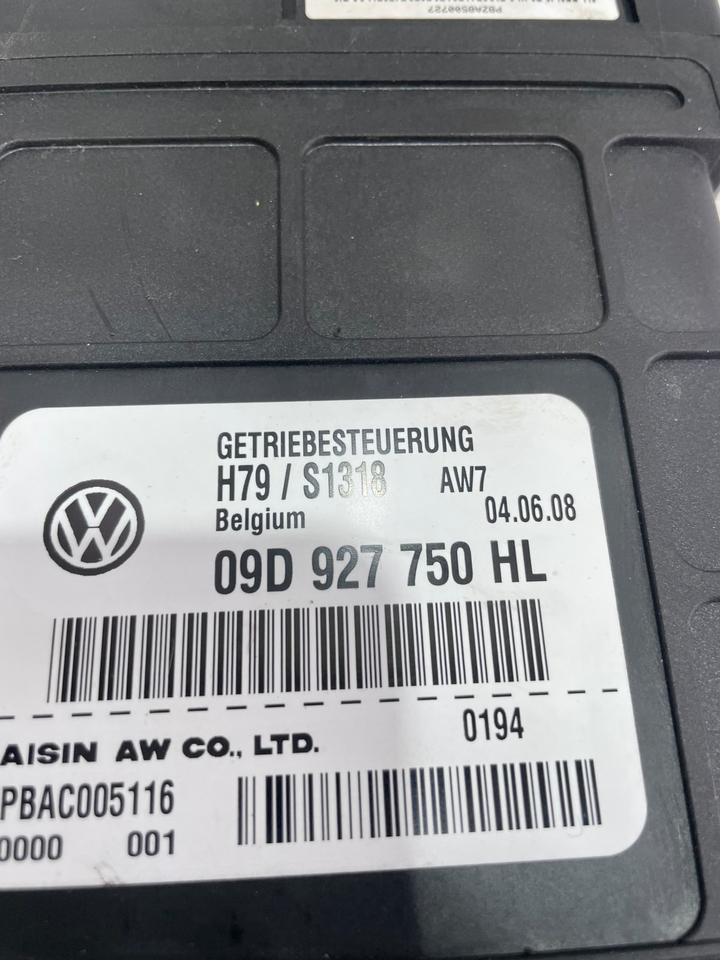 PBZAB500727
GETRIEBESTEUERUNG
H79 / S1318 AW7
Belgium 04.06.08
09D 927 750 HL
AISIN AW CO., LTD. 0194
PBAC005116
0000 001